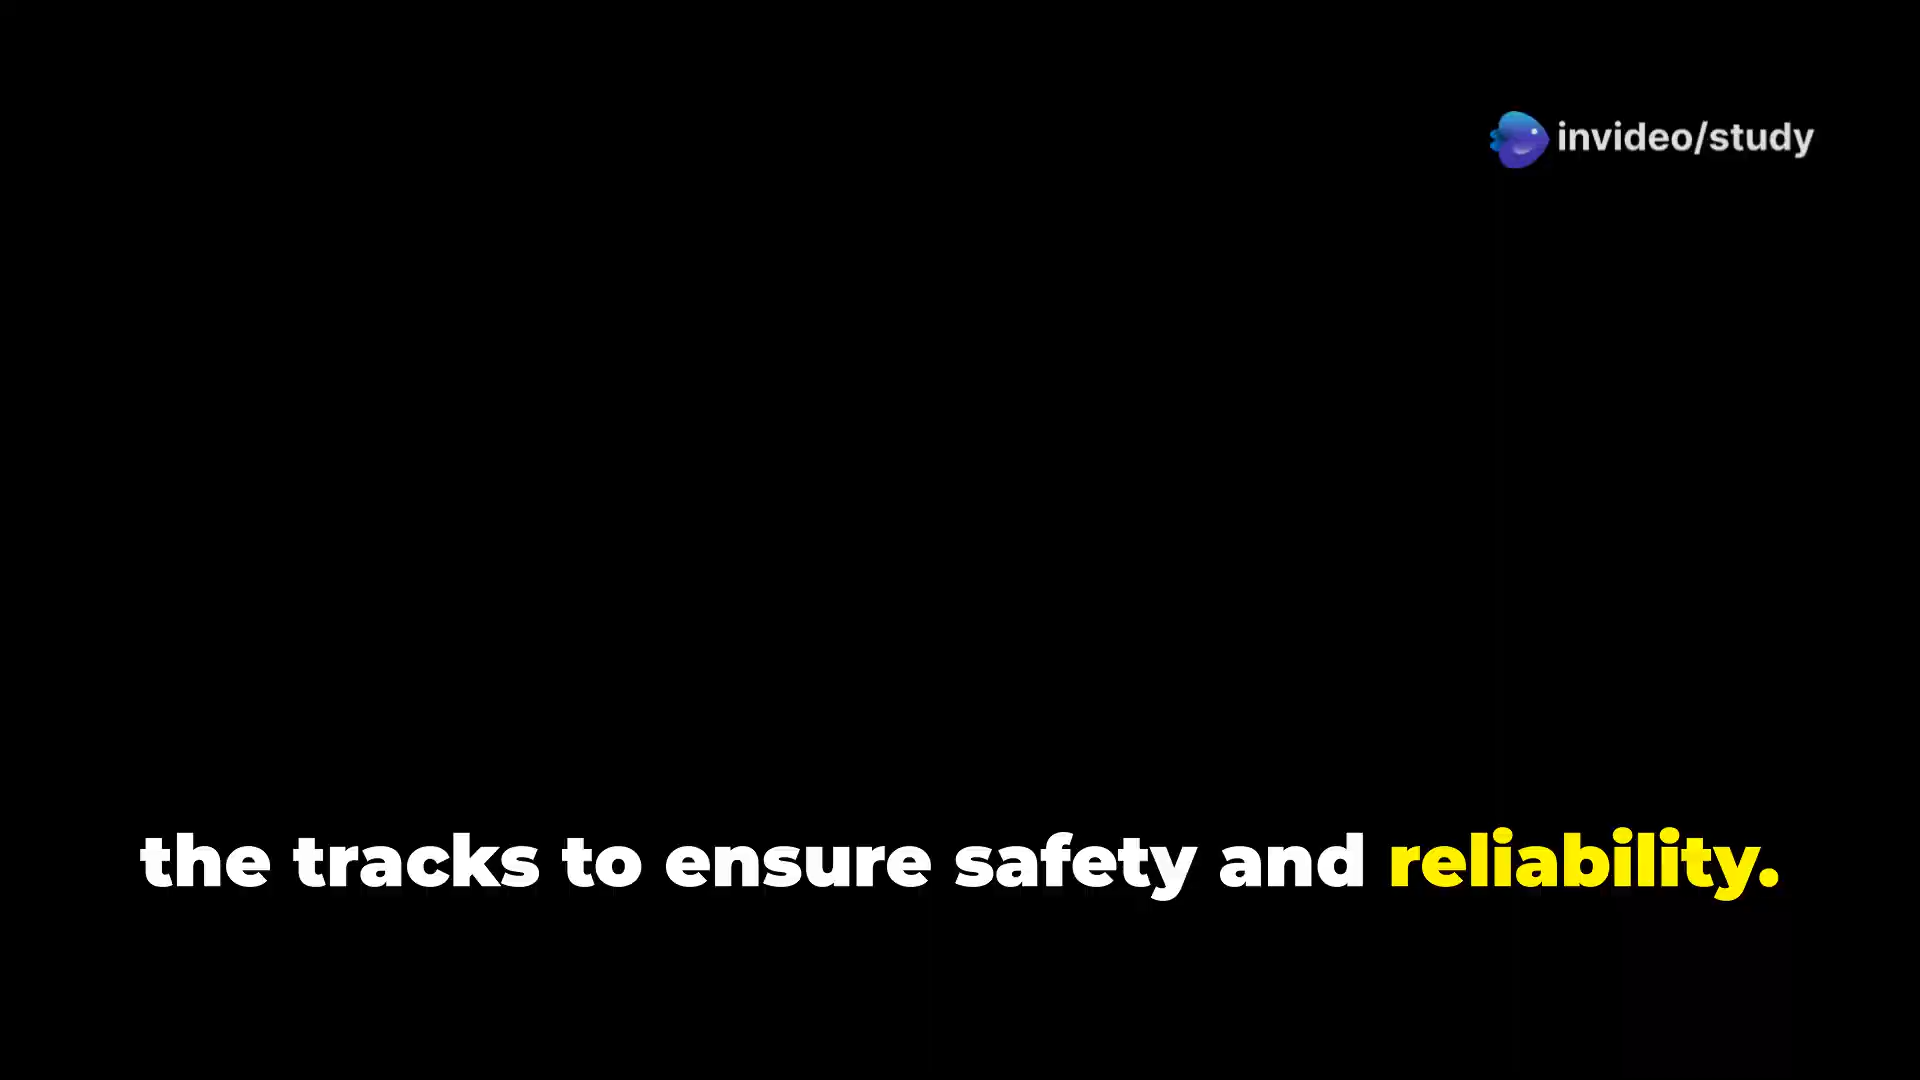 invideo/study
the tracks to ensure safety and reliability.